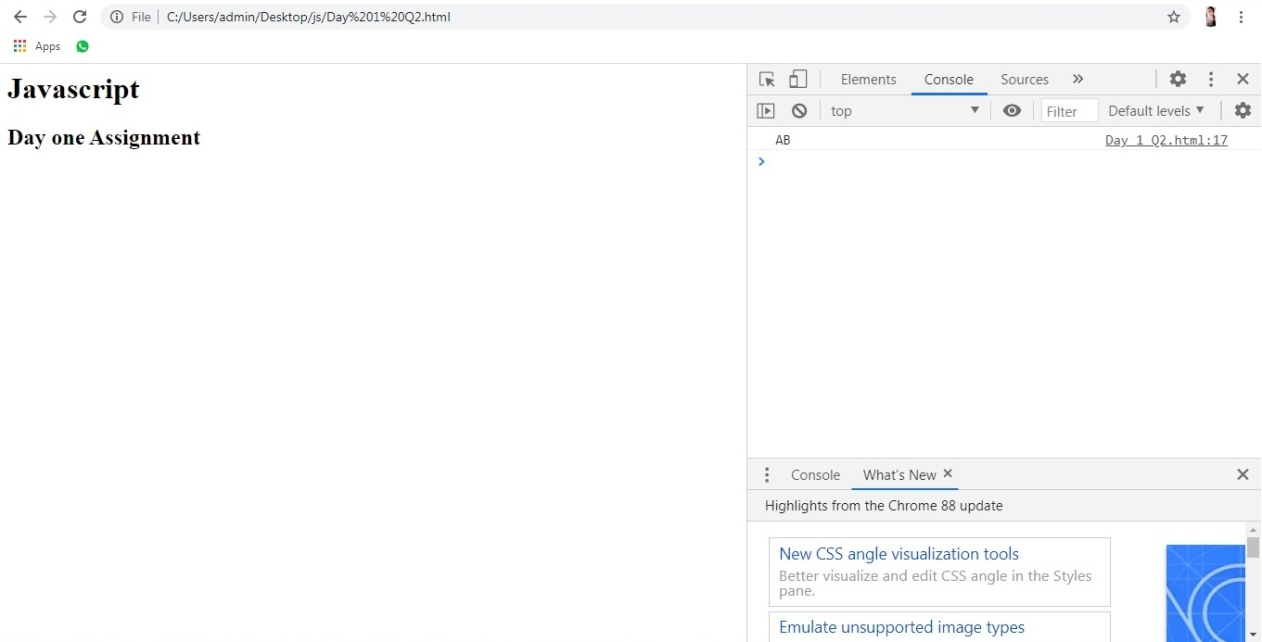 File C:/Users/admin/Desktop/js/Day%201%20Q2.html
Apps
Javascript
Day one Assignment
Elements Console Sources »
top Filter Default levels
AB Day 1 Q2.html:17
Console What's New
Highlights from the Chrome 88 update
New CSS angle visualization tools
Better visualize and edit CSS angle in the Styles
pane.
Emulate unsupported image types